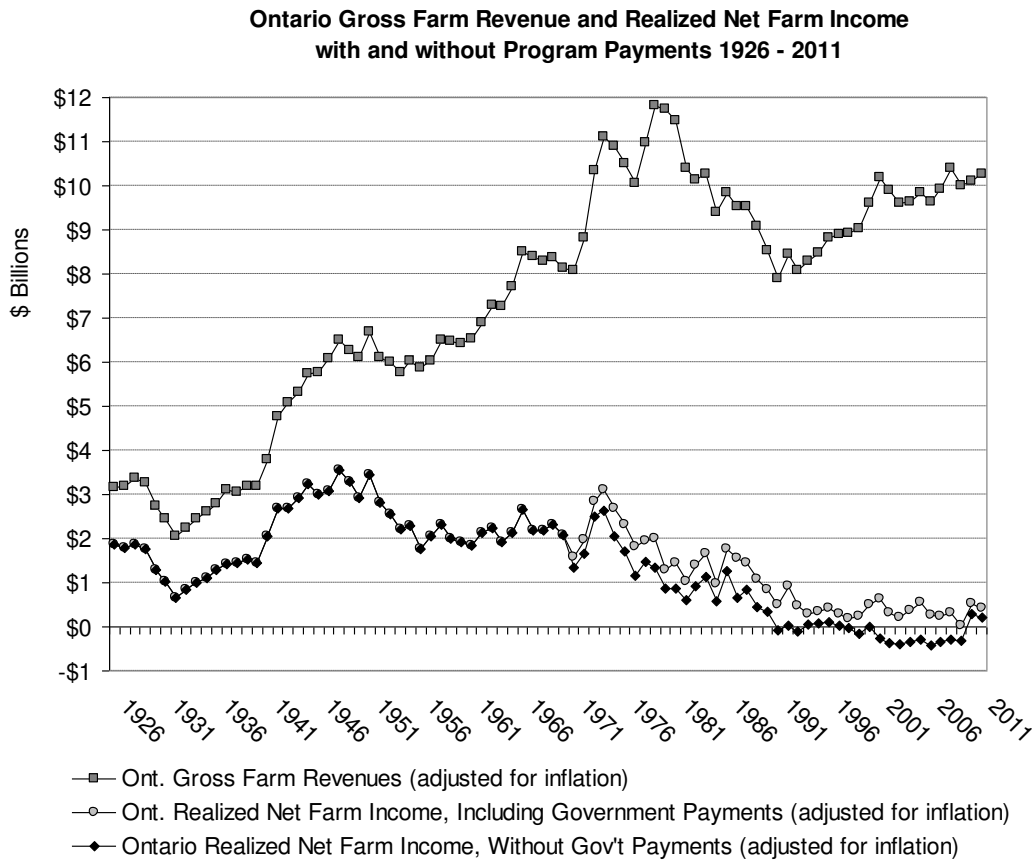 Ontario Gross Farm Revenue and Realized Net Farm Income
with and without Program Payments 1926 - 2011
$ Billions
$12
$11
$10
$9
$8
$7
$6
$5
$4
$3
$2
$1
$0
-$1
1926 1931 1936 1941 1946 1951 1956 1961 1966 1971 1976 1981 1986 1991 1996 2001 2006 2011
Ont. Gross Farm Revenues (adjusted for inflation)
Ont. Realized Net Farm Income, Including Government Payments (adjusted for inflation)
Ontario Realized Net Farm Income, Without Gov't Payments (adjusted for inflation)